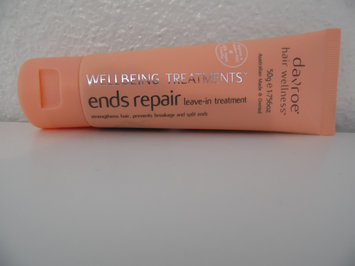 WELLBEING TREATMENTS
ends repair leave-in treatment
strengthens hair, prevents breakage and split ends
davroe
hair wellness
50g e 1.756oz
Australian Made & Owned